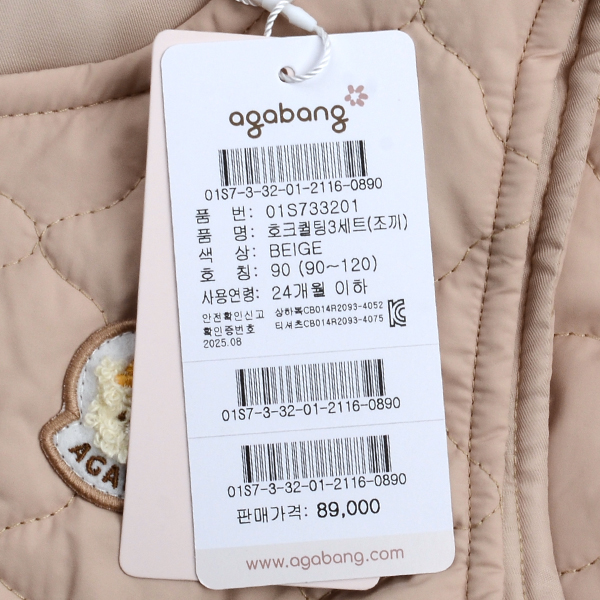 agabang
01S7-3-32-01-2116-0890
품 번: 01S733201
품 명: 호크퀼팅3세트(조끼)
색 상: BEIGE
호 칭: 90 (90~120)
사용연령: 24개월 이하
안전확인신고 상하복CB014R2093-4052
확인증번호 티셔츠CB014R2093-4075
2025.08
01S7-3-32-01-2116-0890
01S7-3-32-01-2116-0890
판매가격: 89,000
www.agabang.com
AGA